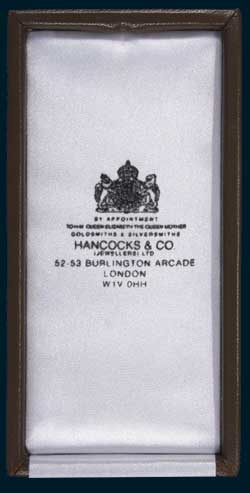 BY APPOINTMENT
TO H M QUEEN ELIZABETH THE QUEEN MOTHER
GOLDSMITHS & SILVERSMITHS
HANCOCKS & CO
(JEWELLERS) LTD
52-53 BURLINGTON ARCADE
LONDON
W1V 0HH